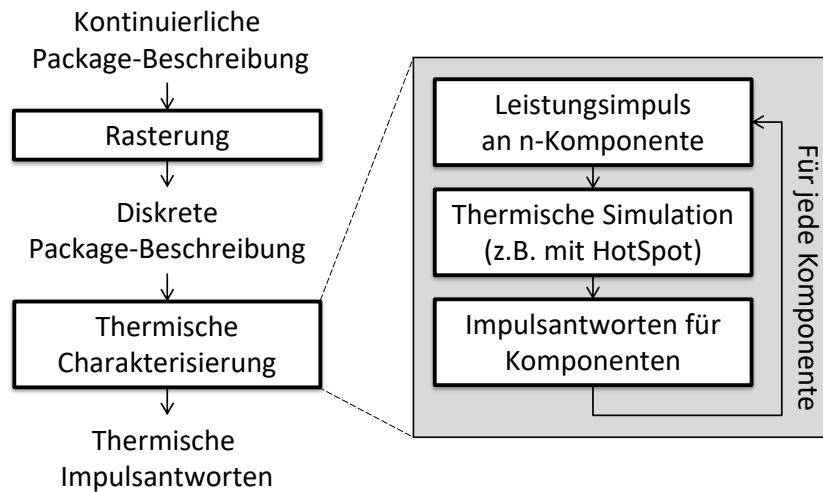 Kontinuierliche
Package-Beschreibung
Rasterung
Diskrete
Package-Beschreibung
Thermische
Charakterisierung
Thermische
Impulsantworten
Leistungsimpuls
an n-Komponente
Thermische Simulation
(z.B. mit HotSpot)
Impulsantworten für
Komponenten
Für jede Komponente